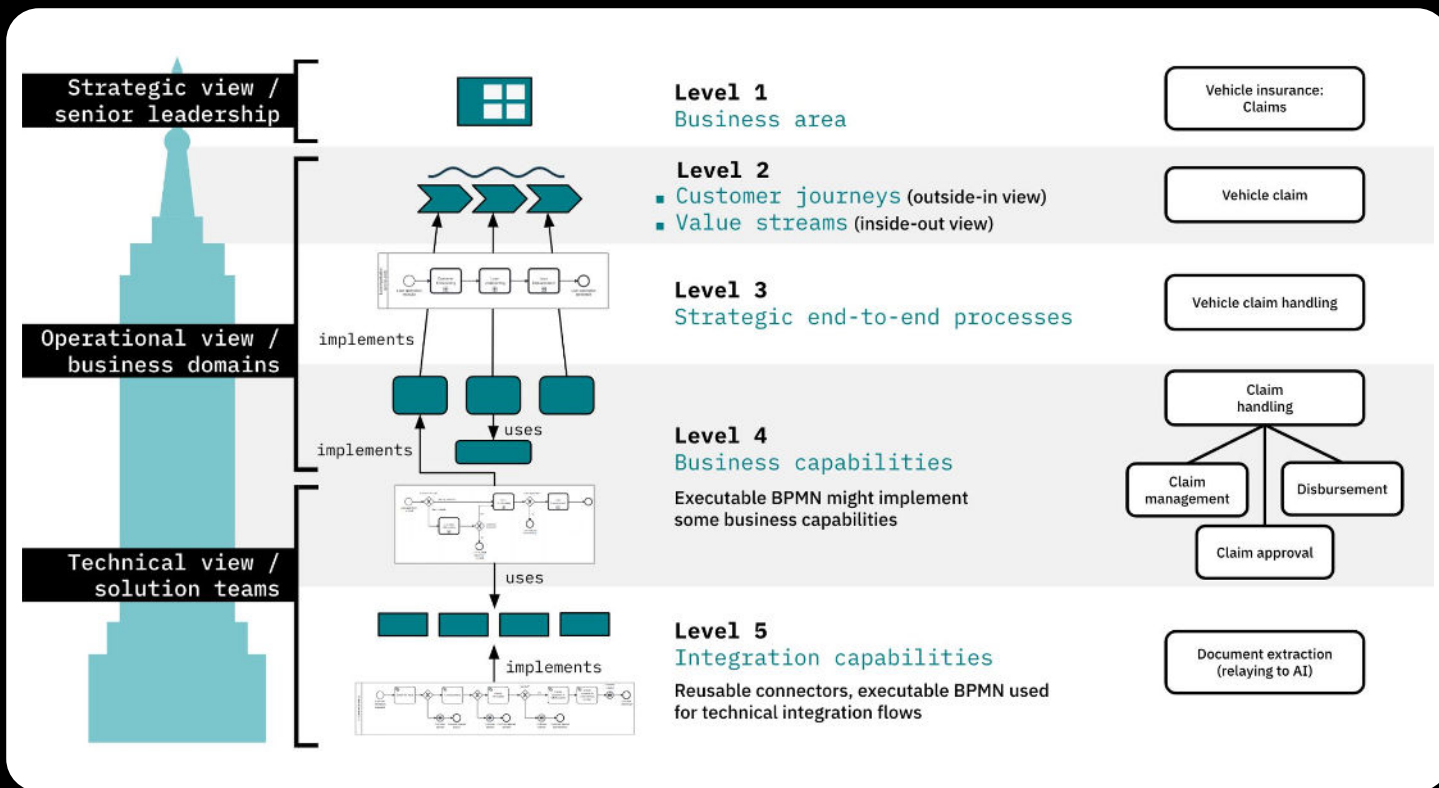 Strategic view /
senior leadership
Level 1
Business area
Vehicle insurance:
Claims
Level 2
▪ Customer journeys (outside-in view)
▪ Value streams (inside-out view)
Vehicle claim
Operational view /
business domains
implements
Level 3
Strategic end-to-end processes
Vehicle claim handling
implements
uses
Level 4
Business capabilities
Executable BPMN might implement
some business capabilities
Claim
handling
Claim
management
Disbursement
Claim approval
Technical view /
solution teams
uses
implements
Level 5
Integration capabilities
Reusable connectors, executable BPMN used
for technical integration flows
Document extraction
(relaying to AI)